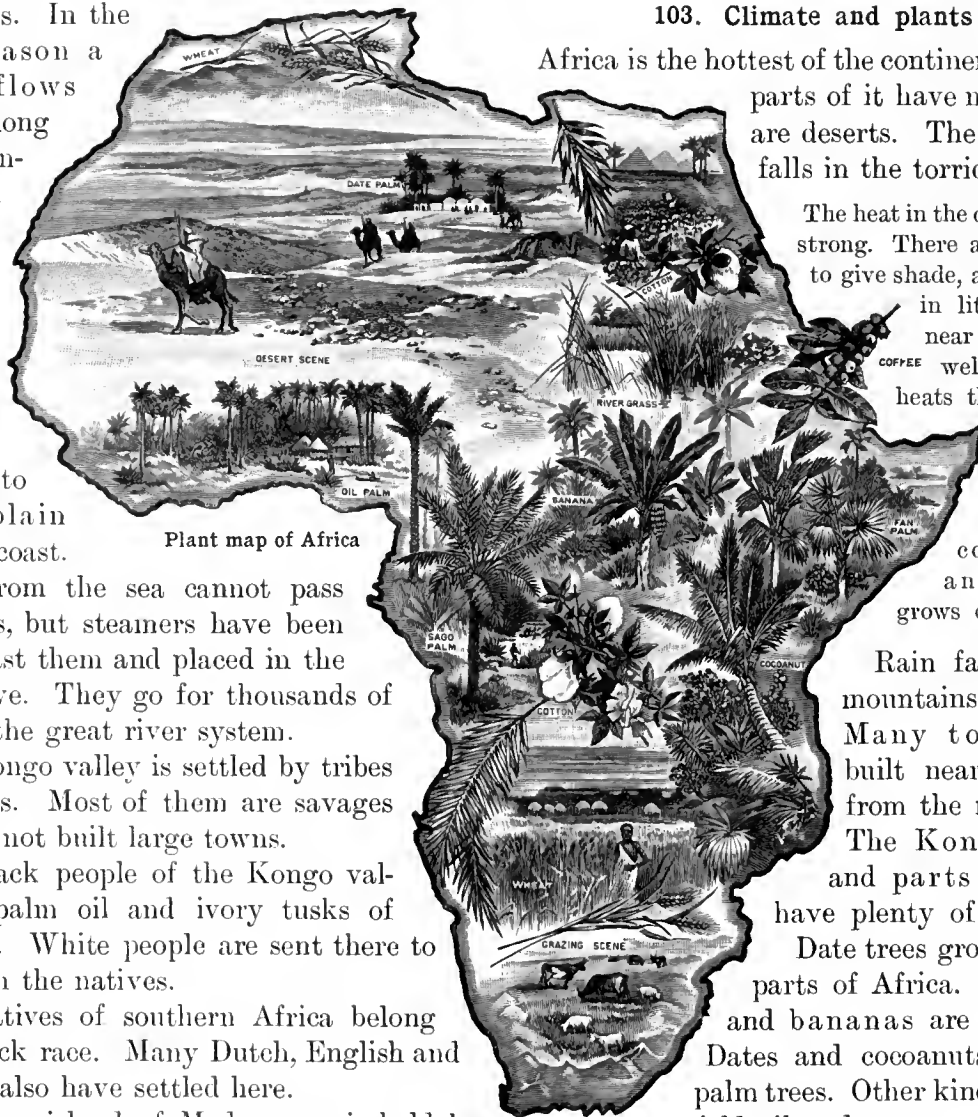 s. In the
ason a
flows
ong
n-
to
plain
coast.
rom the sea cannot pass
s, but steamers have been
st them and placed in the
ve. They go for thousands of
the great river system.
ongo valley is settled by tribes
s. Most of them are savages
not built large towns.
ack people of the Kongo val-
palm oil and ivory tusks of
White people are sent there to
the natives.
tives of southern Africa belong
ck race. Many Dutch, English and
also have settled here.
WHEAT
DATE PALM
COTTON
DESERT SCENE
COFFEE
RIVER GRASS
OIL PALM
BANANA
FAN
PALM
SAGO
PALM
COCOANUT
COTTON
WHEAT
GRAZING SCENE
Plant map of Africa
103. Climate and plants
Africa is the hottest of the continen
parts of it have n
are deserts. The
falls in the torric
The heat in the
strong. There a
to give shade, a
in lit
near
wel
heats th
co
an
grows
Rain fa
mountains
Many to
built near
from the
The Kon
and parts
have plenty of
Date trees gro
parts of Africa.
and bananas are
Dates and cocoanuts
palm trees. Other kin